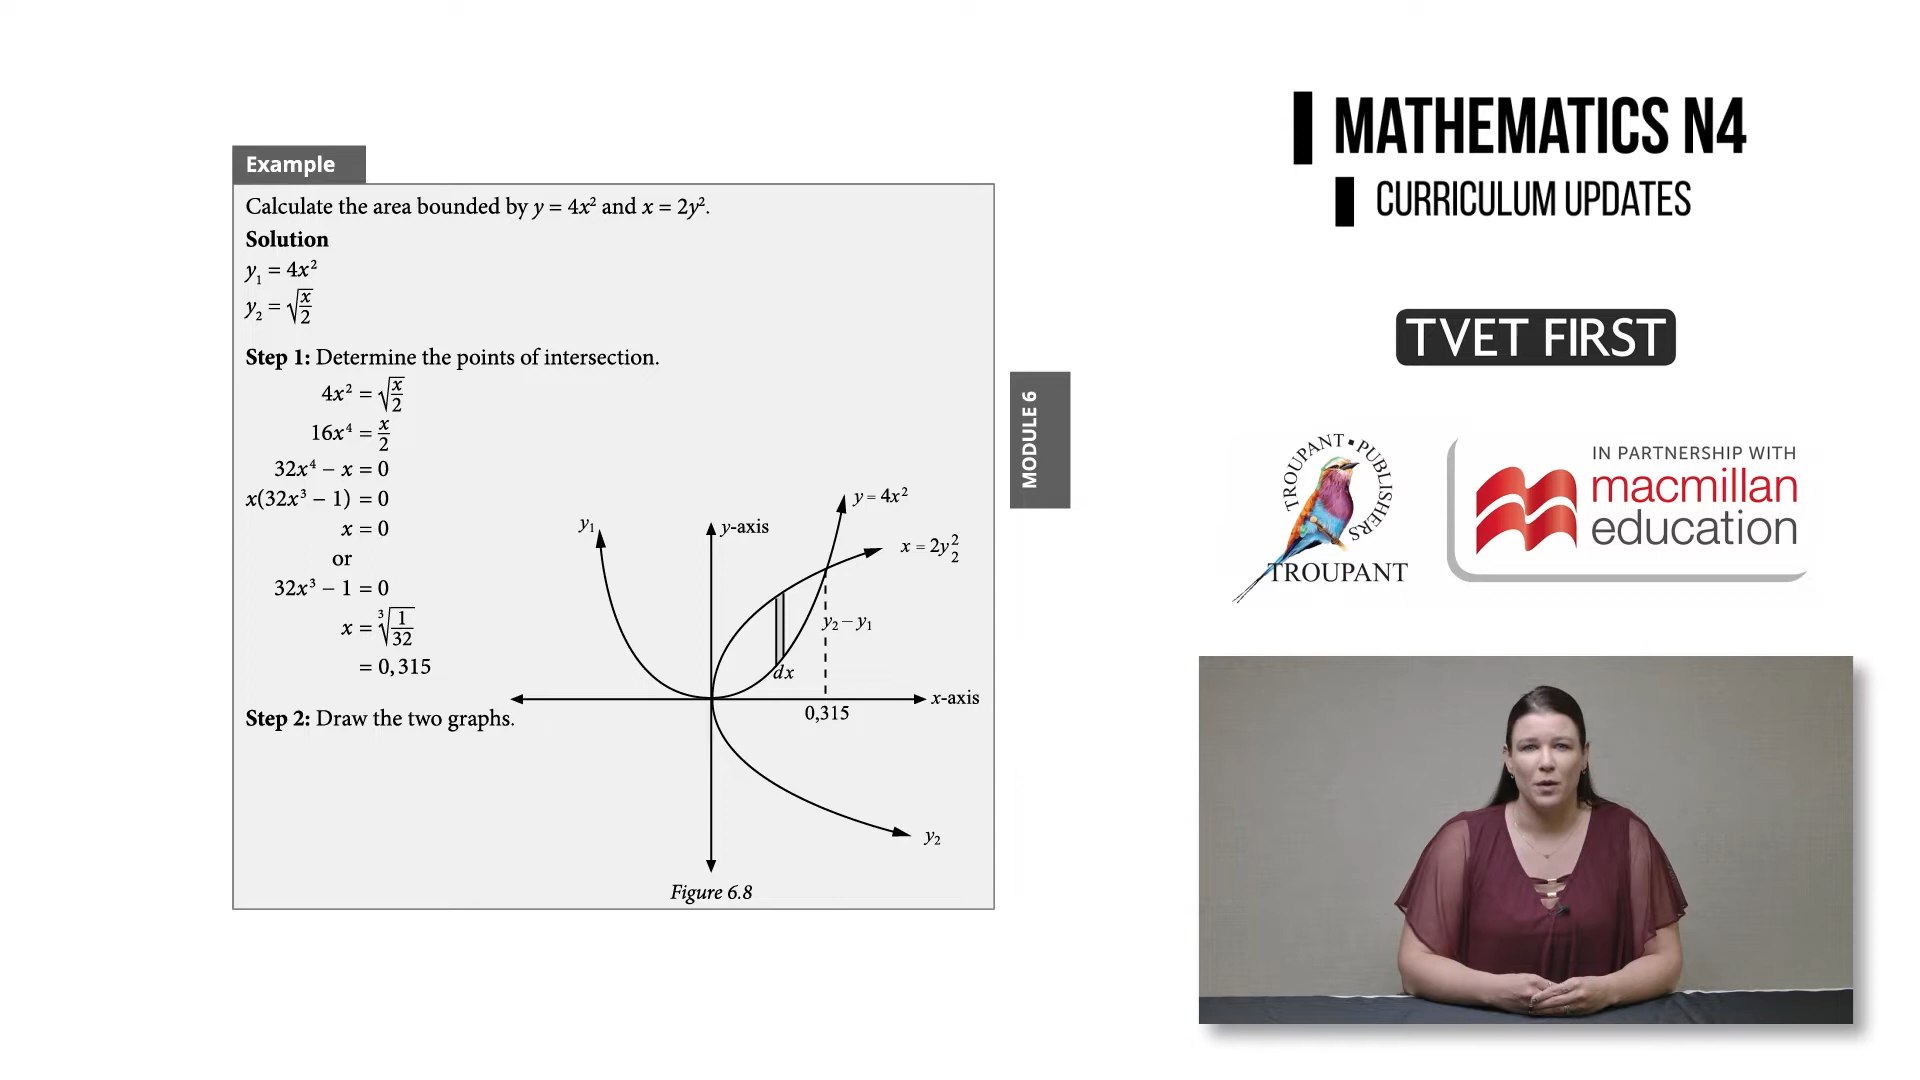 Example
Calculate the area bounded by y = 4x² and x = 2y².
Solution
y₁ = 4x²
y₂ = √(x/2)
Step 1: Determine the points of intersection.
4x² = √(x/2)
16x⁴ = x/2
32x⁴ − x = 0
x(32x³ − 1) = 0
x = 0
or
32x³ − 1 = 0
x = ∛(1/32)
= 0,315
Step 2: Draw the two graphs.
y₁
y-axis
y = 4x²
x = 2y₂²
y₂ − y₁
dx
x-axis
0,315
y₂
Figure 6.8
MODULE 6
MATHEMATICS N4
CURRICULUM UPDATES
TVET FIRST
TROUPANT ▪ PUBLISHERS
TROUPANT
IN PARTNERSHIP WITH
macmillan
education